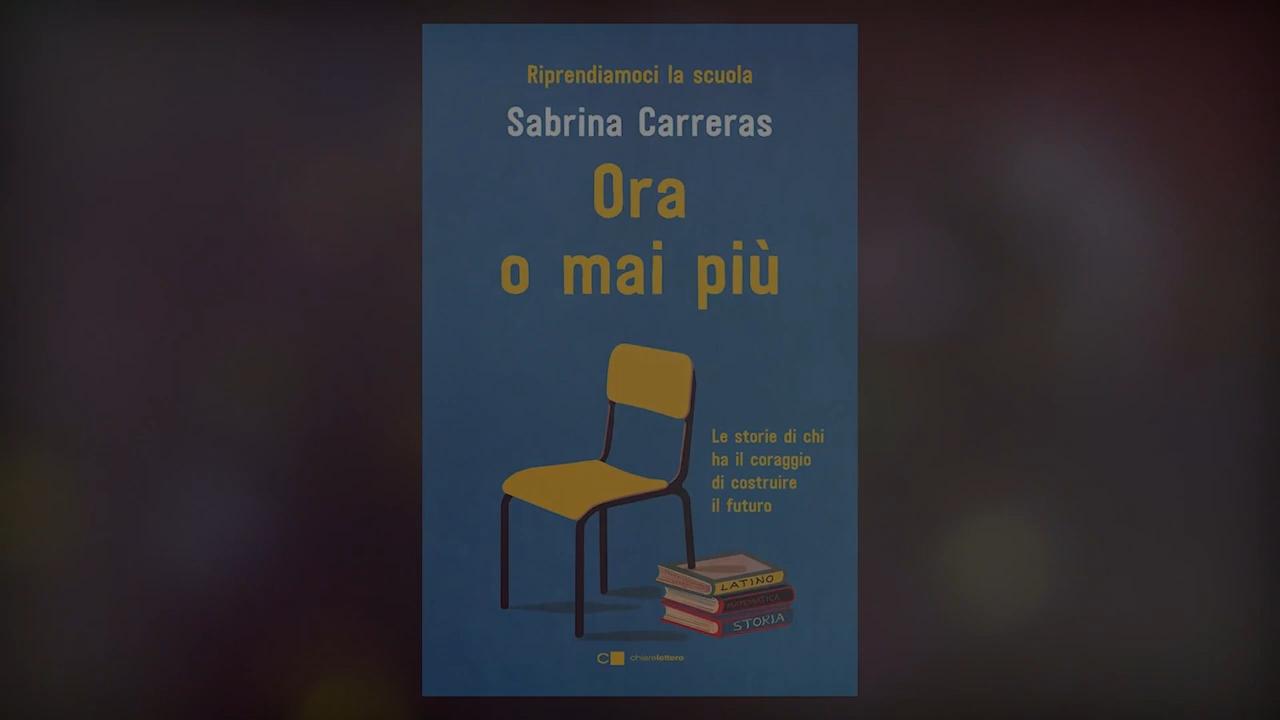 Riprendiamoci la scuola
Sabrina Carreras
Ora
o mai più
Le storie di chi
ha il coraggio
di costruire
il futuro
LATINO
MATEMATICA
STORIA
chiarelettere